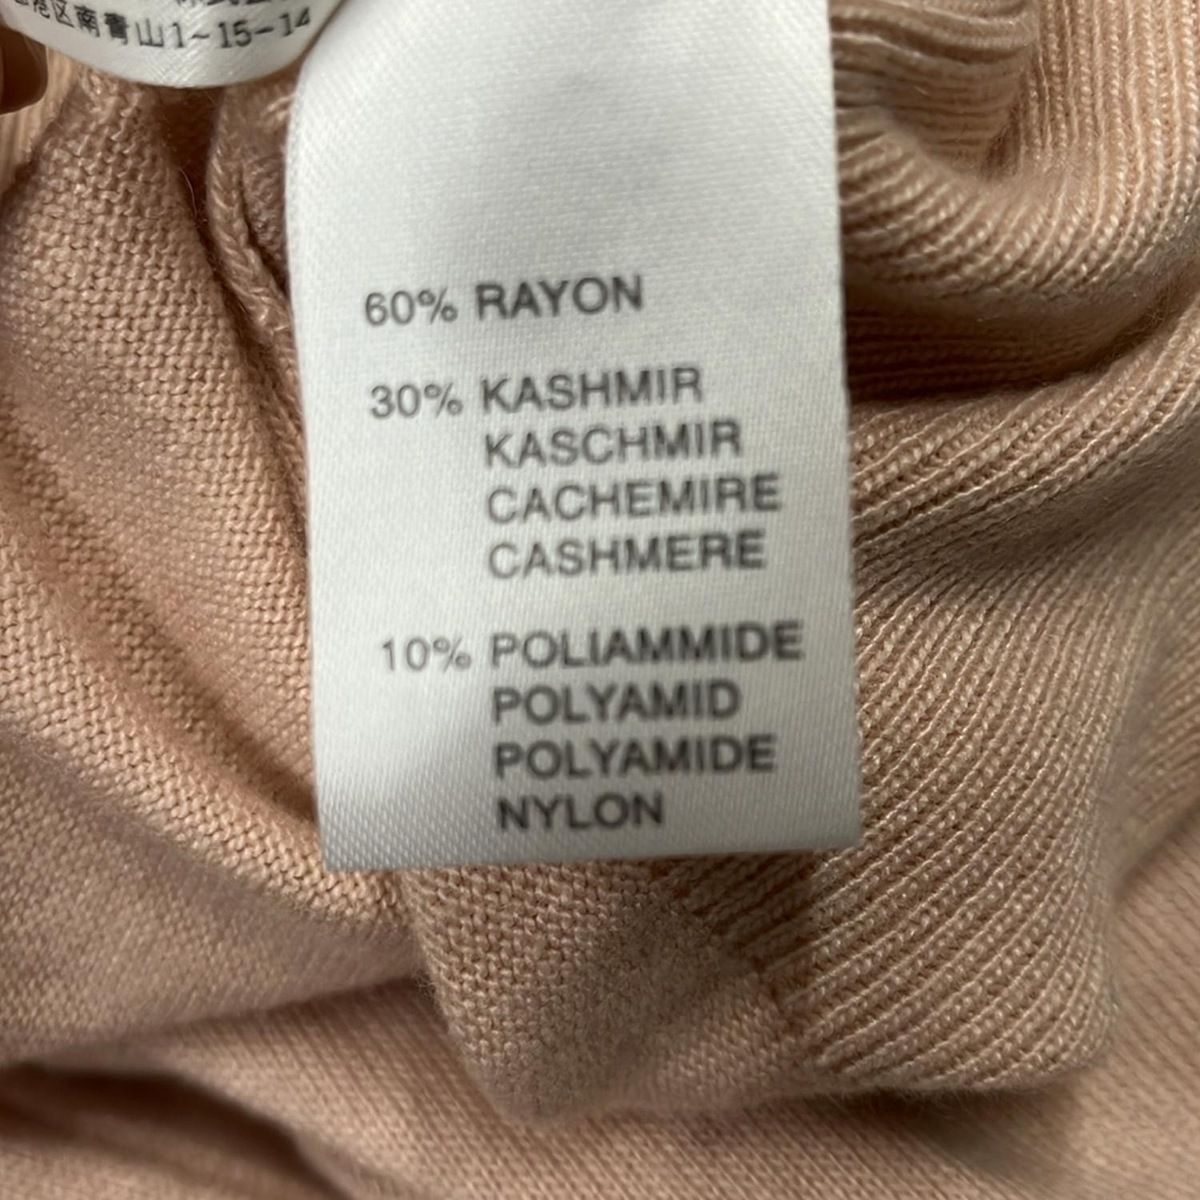 港区南青山1-15-14
60% RAYON
30% KASHMIR
KASCHMIR
CACHEMIRE
CASHMERE
10% POLIAMMIDE
POLYAMID
POLYAMIDE
NYLON